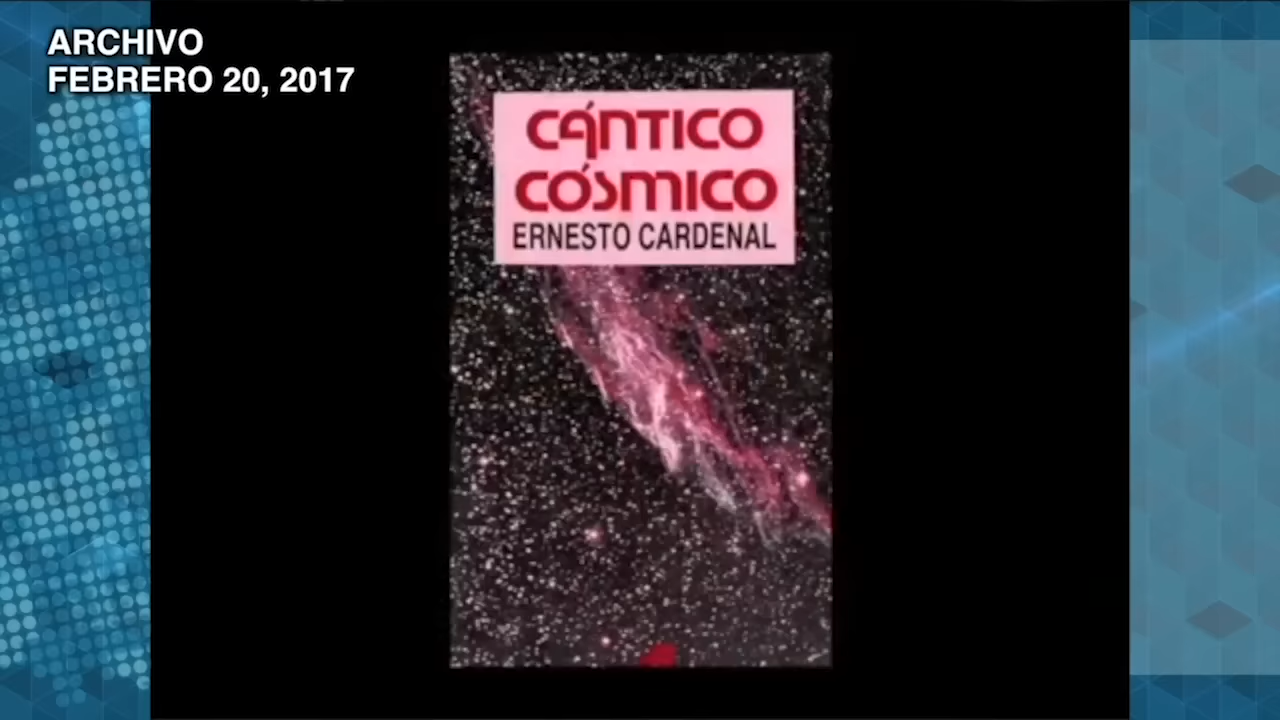 ARCHIVO
FEBRERO 20, 2017
CÁNTICO
CÓSMICO
ERNESTO CARDENAL